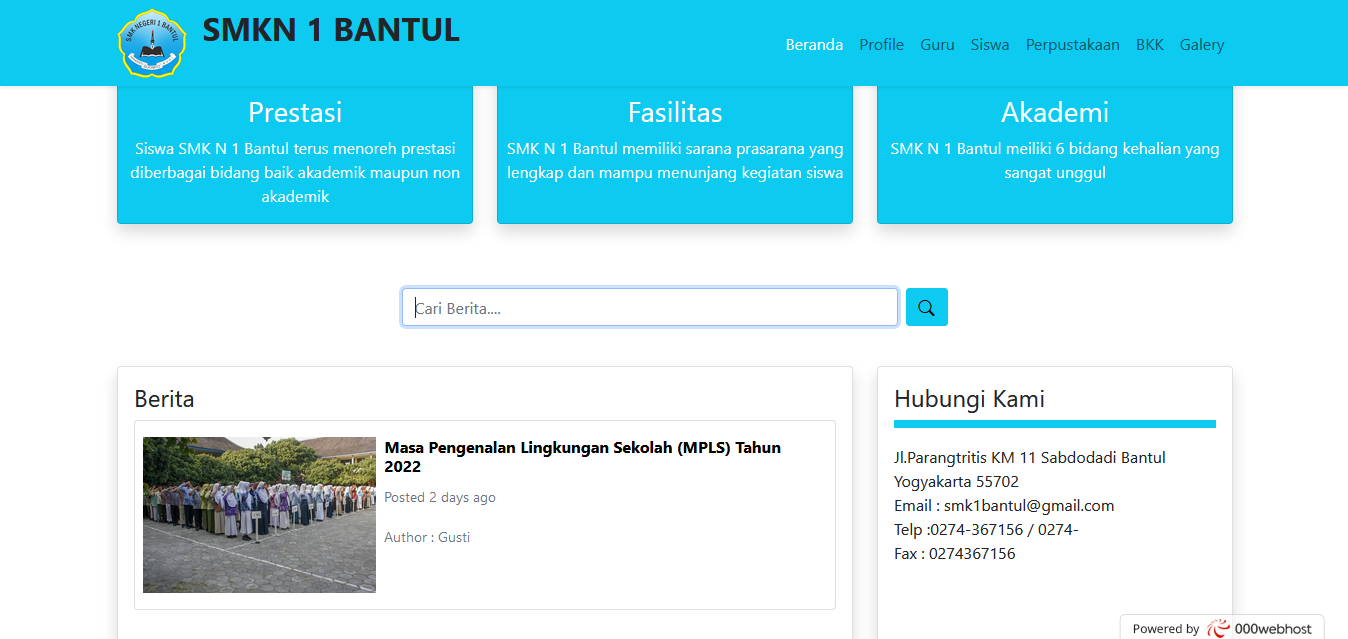 SMK NEGERI 1 BANTUL
SMKN 1 BANTUL
Beranda Profile Guru Siswa Perpustakaan BKK Galery
Prestasi
Siswa SMK N 1 Bantul terus menoreh prestasi
diberbagai bidang baik akademik maupun non
akademik
Fasilitas
SMK N 1 Bantul memiliki sarana prasarana yang
lengkap dan mampu menunjang kegiatan siswa
Akademi
SMK N 1 Bantul meiliki 6 bidang kehalian yang
sangat unggul
Cari Berita....
Berita
Masa Pengenalan Lingkungan Sekolah (MPLS) Tahun
2022
Posted 2 days ago
Author : Gusti
Hubungi Kami
Jl.Parangtritis KM 11 Sabdodadi Bantul
Yogyakarta 55702
Email : smk1bantul@gmail.com
Telp :0274-367156 / 0274-
Fax : 0274367156
Powered by 000webhost